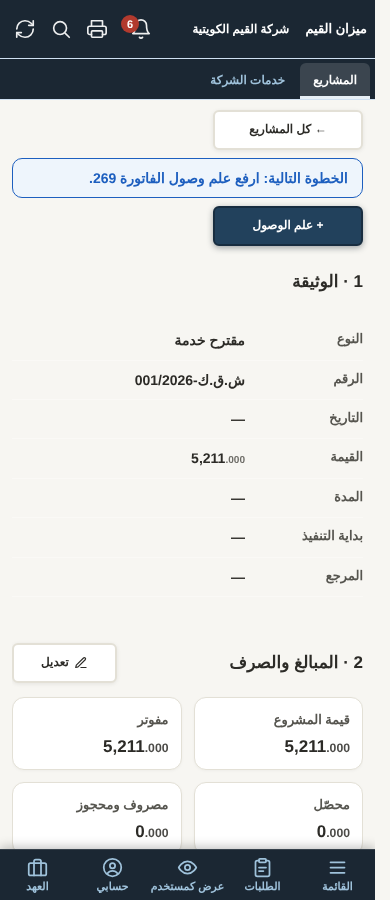 ميزان القيم شركة القيم الكويتية 6
المشاريع خدمات الشركة
← كل المشاريع
الخطوة التالية: ارفع علم وصول الفاتورة 269.
+ علم الوصول
1 · الوثيقة
النوع مقترح خدمة
الرقم ش.ق.ك-001/2026
التاريخ —
القيمة 5,211.000
المدة —
بداية التنفيذ —
المرجع —
2 · المبالغ والصرف تعديل
قيمة المشروع مفوتر
5,211.000 5,211.000
محصّل مصروف ومحجوز
0.000 0.000
القائمة الطلبات عرض كمستخدم حسابي العهد